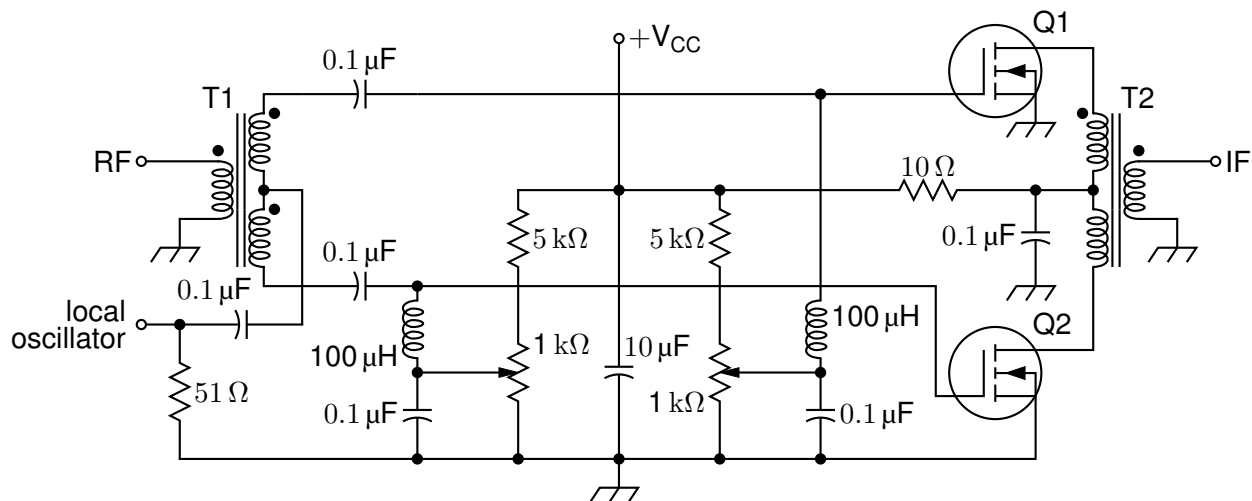 Q1
+V_CC
0.1 µF
T1
T2
RF
IF
10 Ω
5 kΩ
5 kΩ
0.1 µF
0.1 µF
0.1 µF
local
oscillator
100 µH
Q2
100 µH
1 kΩ
10 µF
51 Ω
1 kΩ
0.1 µF
0.1 µF